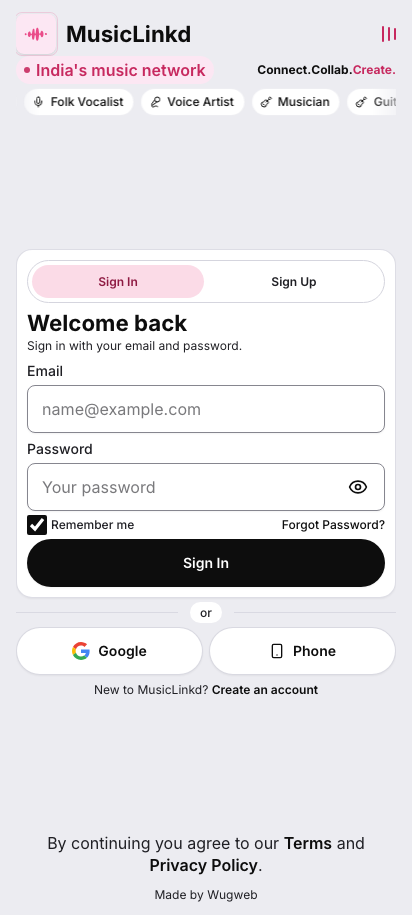 MusicLinkd
India's music network
Connect.Collab.Create.
Folk Vocalist
Voice Artist
Musician
Sign In
Sign Up
Welcome back
Sign in with your email and password.
Email
name@example.com
Password
Your password
Remember me
Forgot Password?
Sign In
or
Google
Phone
New to MusicLinkd? Create an account
By continuing you agree to our Terms and
Privacy Policy.
Made by Wugweb